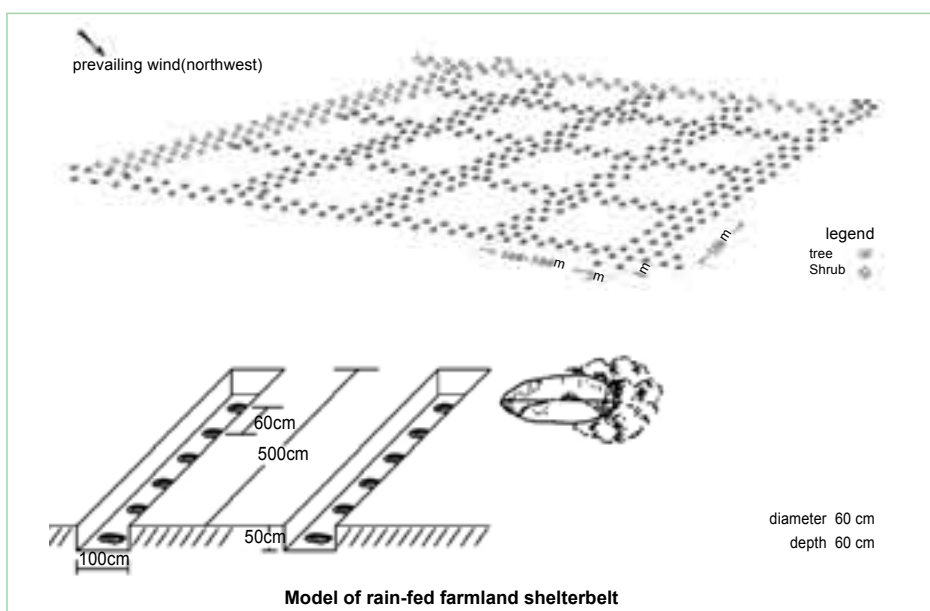 prevailing wind(northwest)
m
m
m
m
legend
tree
Shrub
60cm
500cm
50cm
100cm
diameter 60 cm
depth 60 cm
Model of rain-fed farmland shelterbelt